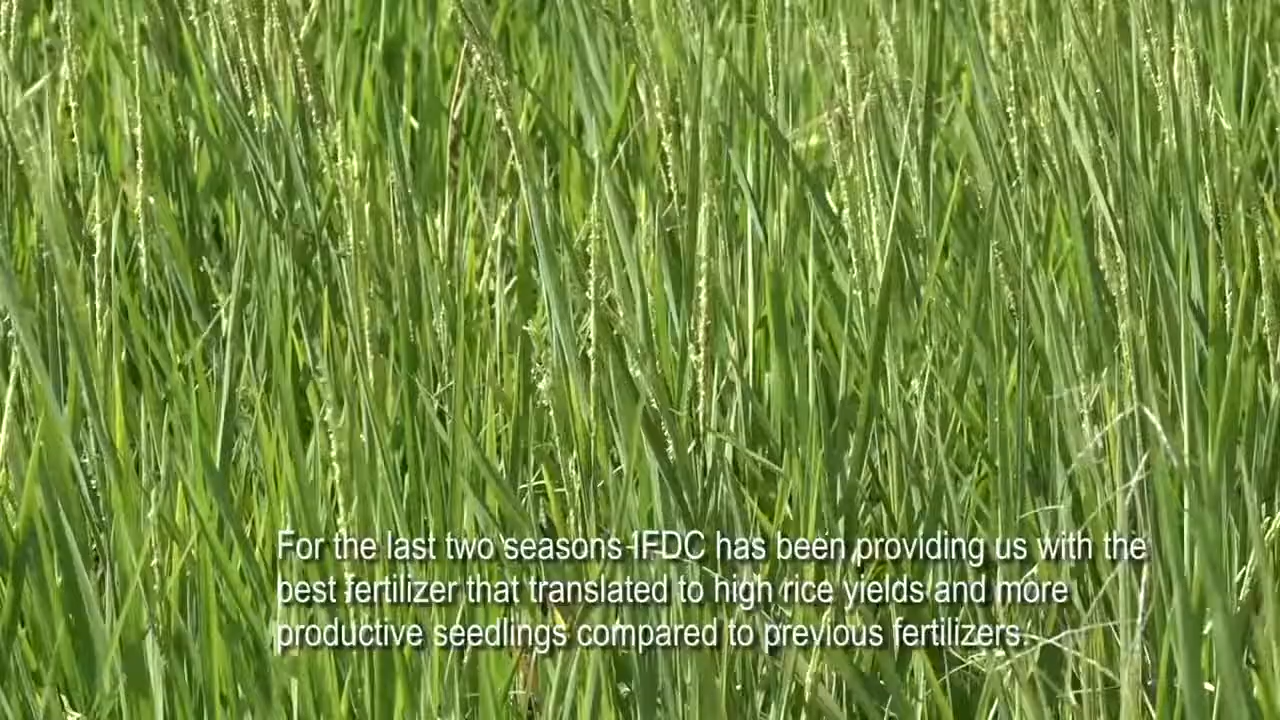 For the last two seasons IFDC has been providing us with the
best fertilizer that translated to high rice yields and more
productive seedlings compared to previous fertilizers.